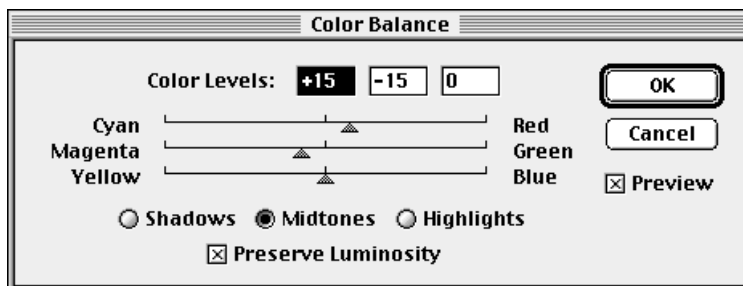 Color Balance
Color Levels: +15 -15 0
OK
Cyan Red
Cancel
Magenta Green
Yellow Blue
Preview
Shadows Midtones Highlights
Preserve Luminosity